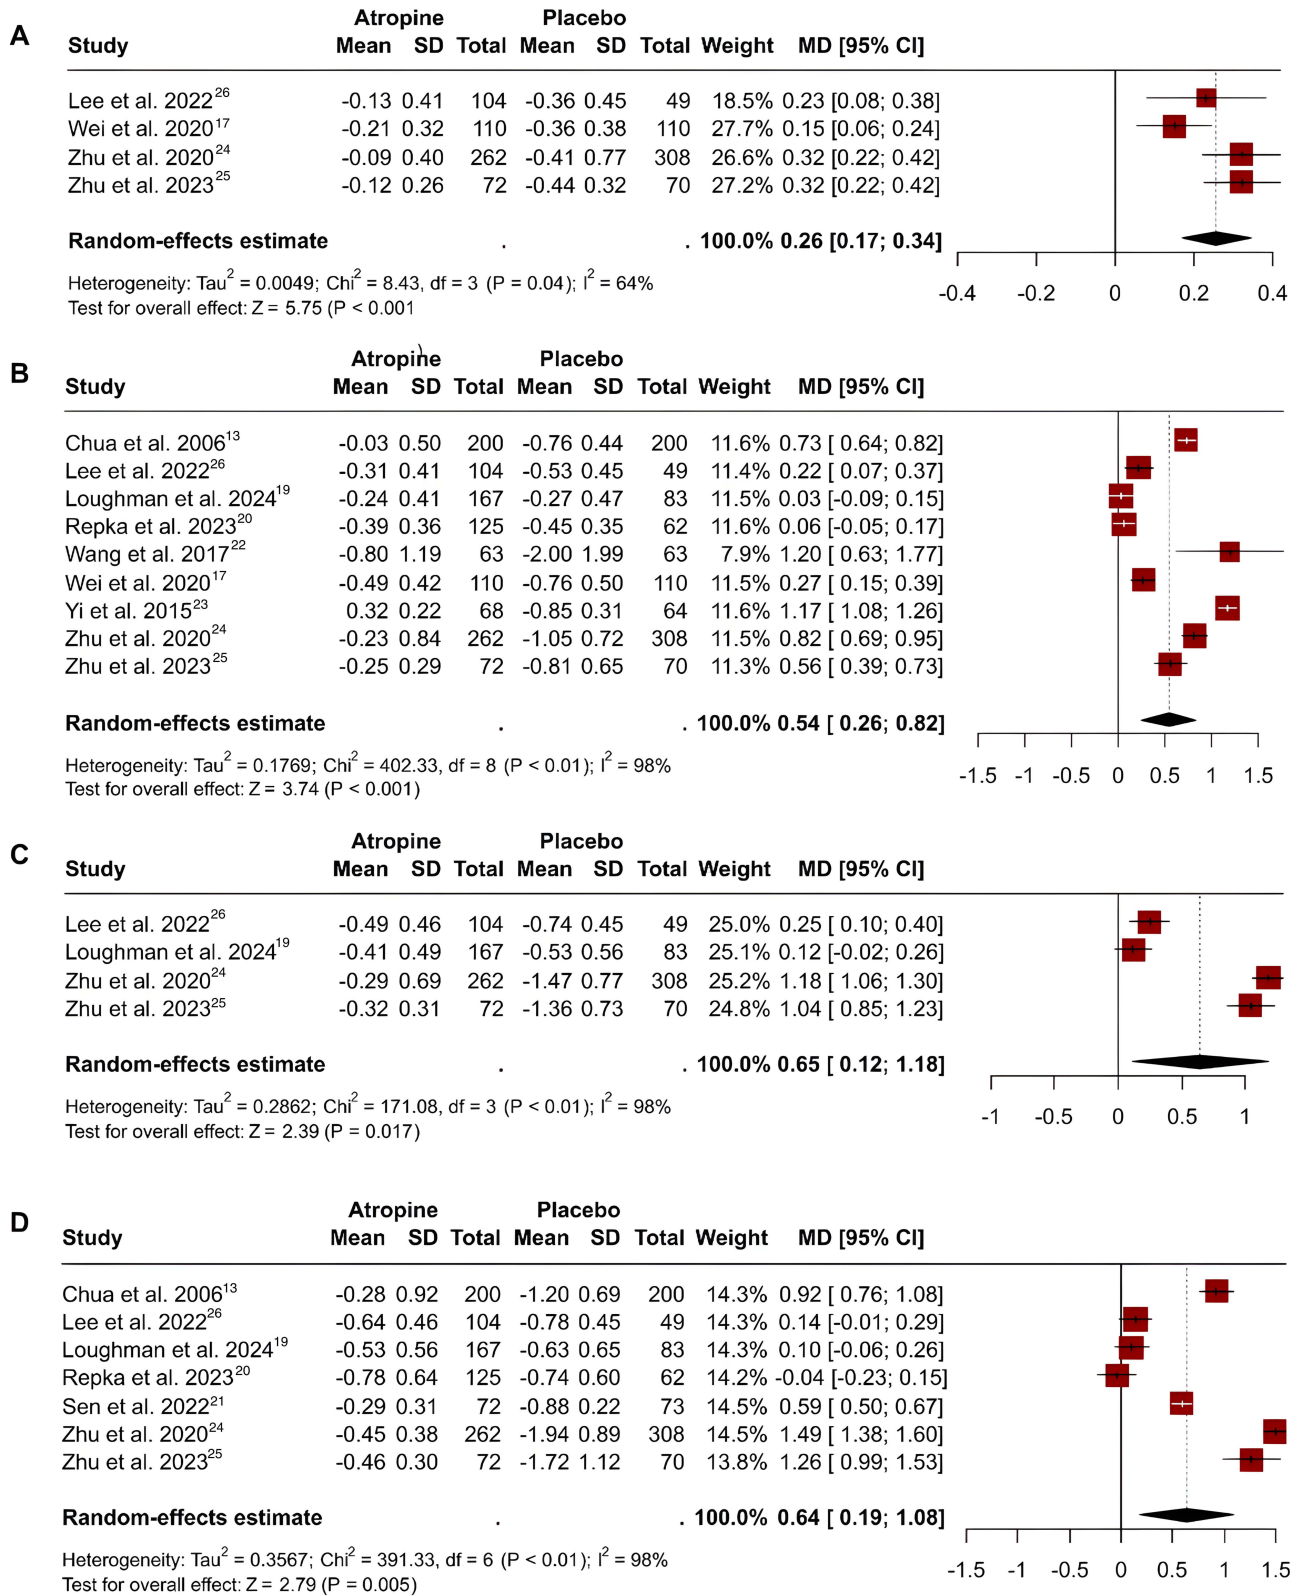 A
Atropine Placebo
Study Mean SD Total Mean SD Total Weight MD [95% CI]
Lee et al. 2022²⁶ -0.13 0.41 104 -0.36 0.45 49 18.5% 0.23 [0.08; 0.38]
Wei et al. 2020¹⁷ -0.21 0.32 110 -0.36 0.38 110 27.7% 0.15 [0.06; 0.24]
Zhu et al. 2020²⁴ -0.09 0.40 262 -0.41 0.77 308 26.6% 0.32 [0.22; 0.42]
Zhu et al. 2023²⁵ -0.12 0.26 72 -0.44 0.32 70 27.2% 0.32 [0.22; 0.42]
Random-effects estimate . . 100.0% 0.26 [0.17; 0.34]
Heterogeneity: Tau² = 0.0049; Chi² = 8.43, df = 3 (P = 0.04); I² = 64%
Test for overall effect: Z = 5.75 (P < 0.001
)
-0.4 -0.2 0 0.2 0.4
B
Atropine Placebo
Study Mean SD Total Mean SD Total Weight MD [95% CI]
Chua et al. 2006¹³ -0.03 0.50 200 -0.76 0.44 200 11.6% 0.73 [ 0.64; 0.82]
Lee et al. 2022²⁶ -0.31 0.41 104 -0.53 0.45 49 11.4% 0.22 [ 0.07; 0.37]
Loughman et al. 2024¹⁹ -0.24 0.41 167 -0.27 0.47 83 11.5% 0.03 [-0.09; 0.15]
Repka et al. 2023²⁰ -0.39 0.36 125 -0.45 0.35 62 11.6% 0.06 [-0.05; 0.17]
Wang et al. 2017²² -0.80 1.19 63 -2.00 1.99 63 7.9% 1.20 [ 0.63; 1.77]
Wei et al. 2020¹⁷ -0.49 0.42 110 -0.76 0.50 110 11.5% 0.27 [ 0.15; 0.39]
Yi et al. 2015²³ 0.32 0.22 68 -0.85 0.31 64 11.6% 1.17 [ 1.08; 1.26]
Zhu et al. 2020²⁴ -0.23 0.84 262 -1.05 0.72 308 11.5% 0.82 [ 0.69; 0.95]
Zhu et al. 2023²⁵ -0.25 0.29 72 -0.81 0.65 70 11.3% 0.56 [ 0.39; 0.73]
Random-effects estimate . . 100.0% 0.54 [ 0.26; 0.82]
Heterogeneity: Tau² = 0.1769; Chi² = 402.33, df = 8 (P < 0.01); I² = 98%
Test for overall effect: Z = 3.74 (P < 0.001)
-1.5 -1 -0.5 0 0.5 1 1.5
C
Atropine Placebo
Study Mean SD Total Mean SD Total Weight MD [95% CI]
Lee et al. 2022²⁶ -0.49 0.46 104 -0.74 0.45 49 25.0% 0.25 [ 0.10; 0.40]
Loughman et al. 2024¹⁹ -0.41 0.49 167 -0.53 0.56 83 25.1% 0.12 [-0.02; 0.26]
Zhu et al. 2020²⁴ -0.29 0.69 262 -1.47 0.77 308 25.2% 1.18 [ 1.06; 1.30]
Zhu et al. 2023²⁵ -0.32 0.31 72 -1.36 0.73 70 24.8% 1.04 [ 0.85; 1.23]
Random-effects estimate . . 100.0% 0.65 [ 0.12; 1.18]
Heterogeneity: Tau² = 0.2862; Chi² = 171.08, df = 3 (P < 0.01); I² = 98%
Test for overall effect: Z = 2.39 (P = 0.017)
-1 -0.5 0 0.5 1
D
Atropine Placebo
Study Mean SD Total Mean SD Total Weight MD [95% CI]
Chua et al. 2006¹³ -0.28 0.92 200 -1.20 0.69 200 14.3% 0.92 [ 0.76; 1.08]
Lee et al. 2022²⁶ -0.64 0.46 104 -0.78 0.45 49 14.3% 0.14 [-0.01; 0.29]
Loughman et al. 2024¹⁹ -0.53 0.56 167 -0.63 0.65 83 14.3% 0.10 [-0.06; 0.26]
Repka et al. 2023²⁰ -0.78 0.64 125 -0.74 0.60 62 14.2% -0.04 [-0.23; 0.15]
Sen et al. 2022²¹ -0.29 0.31 72 -0.88 0.22 73 14.5% 0.59 [ 0.50; 0.67]
Zhu et al. 2020²⁴ -0.45 0.38 262 -1.94 0.89 308 14.5% 1.49 [ 1.38; 1.60]
Zhu et al. 2023²⁵ -0.46 0.30 72 -1.72 1.12 70 13.8% 1.26 [ 0.99; 1.53]
Random-effects estimate . . 100.0% 0.64 [ 0.19; 1.08]
Heterogeneity: Tau² = 0.3567; Chi² = 391.33, df = 6 (P < 0.01); I² = 98%
Test for overall effect: Z = 2.79 (P = 0.005)
-1.5 -1 -0.5 0 0.5 1 1.5